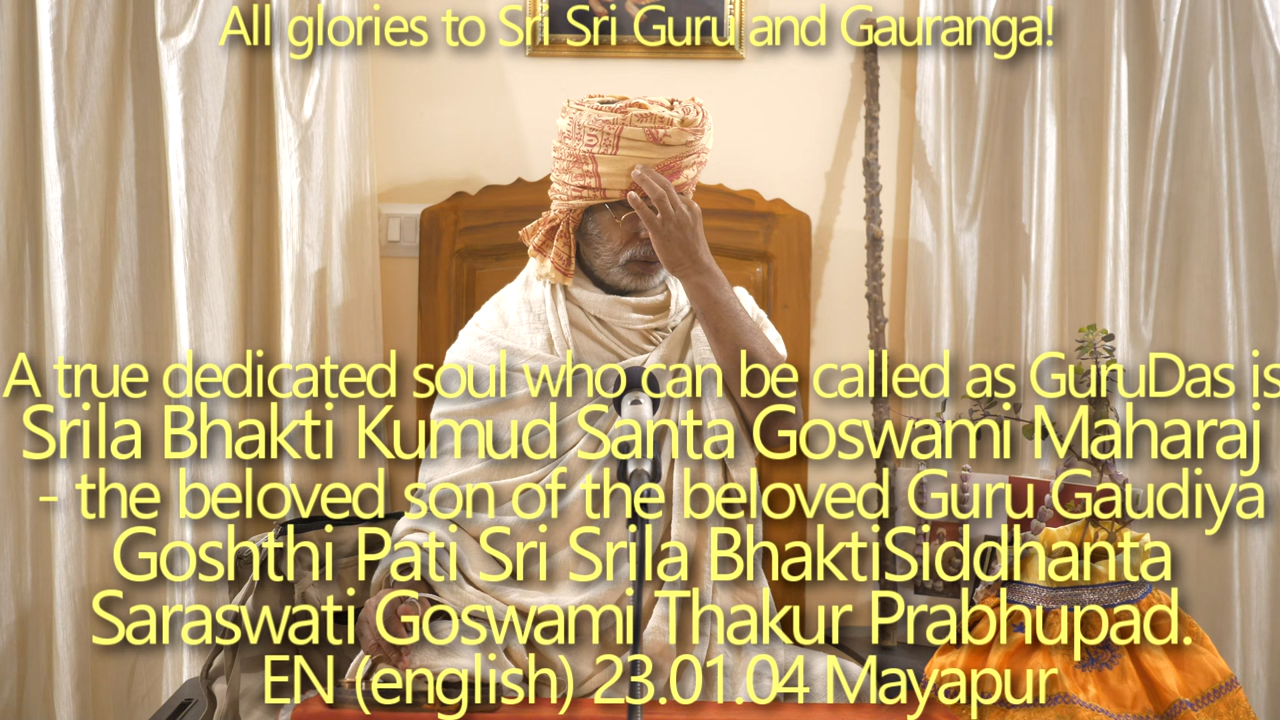 All glories to Sri Sri Guru and Gauranga!
A true dedicated soul who can be called as GuruDas is
Srila Bhakti Kumud Santa Goswami Maharaj
- the beloved son of the beloved Guru Gaudiya
Goshthi Pati Sri Srila BhaktiSiddhanta
Saraswati Goswami Thakur Prabhupad.
EN (english) 23.01.04 Mayapur